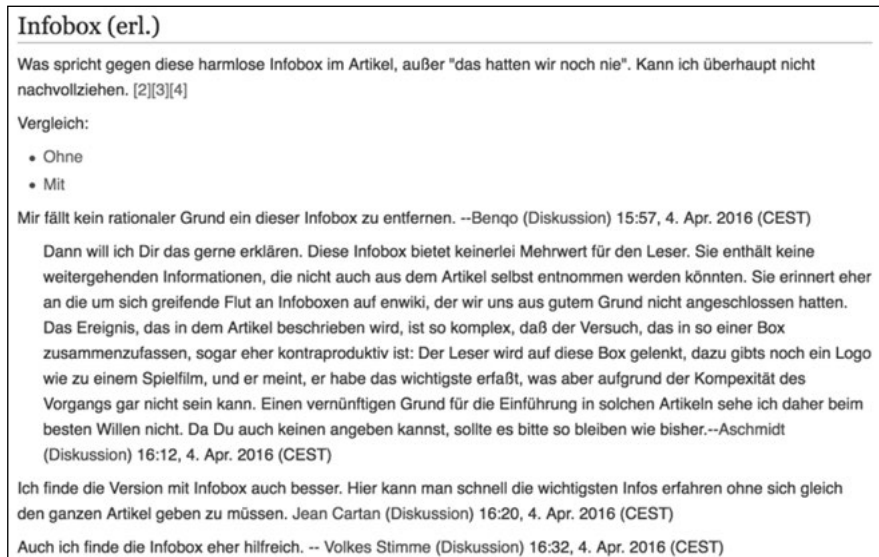 Infobox (erl.)
Was spricht gegen diese harmlose Infobox im Artikel, außer "das hatten wir noch nie". Kann ich überhaupt nicht
nachvollziehen. [2][3][4]
Vergleich:
• Ohne
• Mit
Mir fällt kein rationaler Grund ein dieser Infobox zu entfernen. --Benqo (Diskussion) 15:57, 4. Apr. 2016 (CEST)
Dann will ich Dir das gerne erklären. Diese Infobox bietet keinerlei Mehrwert für den Leser. Sie enthält keine
weitergehenden Informationen, die nicht auch aus dem Artikel selbst entnommen werden könnten. Sie erinnert eher
an die um sich greifende Flut an Infoboxen auf enwiki, der wir uns aus gutem Grund nicht angeschlossen hatten.
Das Ereignis, das in dem Artikel beschrieben wird, ist so komplex, daß der Versuch, das in so einer Box
zusammenzufassen, sogar eher kontraproduktiv ist: Der Leser wird auf diese Box gelenkt, dazu gibts noch ein Logo
wie zu einem Spielfilm, und er meint, er habe das wichtigste erfaßt, was aber aufgrund der Kompexität des
Vorgangs gar nicht sein kann. Einen vernünftigen Grund für die Einführung in solchen Artikeln sehe ich daher beim
besten Willen nicht. Da Du auch keinen angeben kannst, sollte es bitte so bleiben wie bisher.--Aschmidt
(Diskussion) 16:12, 4. Apr. 2016 (CEST)
Ich finde die Version mit Infobox auch besser. Hier kann man schnell die wichtigsten Infos erfahren ohne sich gleich
den ganzen Artikel geben zu müssen. Jean Cartan (Diskussion) 16:20, 4. Apr. 2016 (CEST)
Auch ich finde die Infobox eher hilfreich. -- Volkes Stimme (Diskussion) 16:32, 4. Apr. 2016 (CEST)